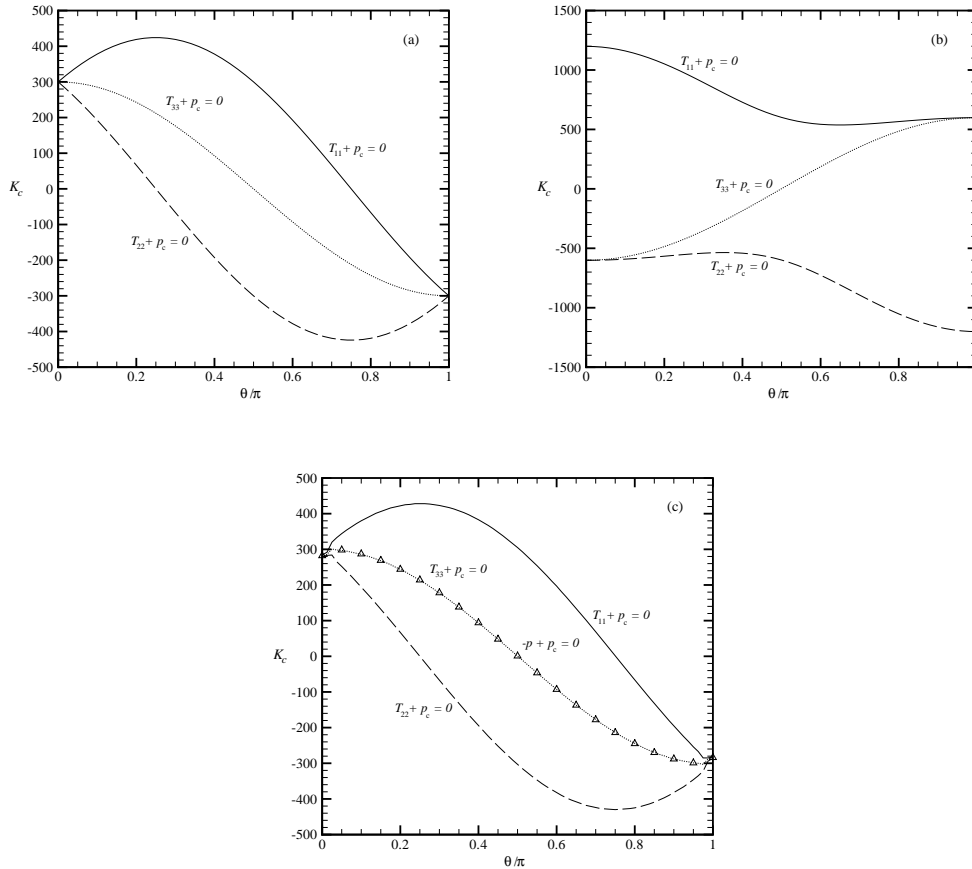 500
400
300
200
100
0
-100
-200
-300
-400
-500
K_c
0
0.2
0.4
0.6
0.8
1
θ/π
(a)
T_11 + p_c = 0
T_33 + p_c = 0
T_22 + p_c = 0
1500
1000
500
0
-500
-1000
-1500
K_c
0
0.2
0.4
0.6
0.8
1
θ/π
(b)
T_11 + p_c = 0
T_33 + p_c = 0
T_22 + p_c = 0
500
400
300
200
100
0
-100
-200
-300
-400
-500
K_c
0
0.2
0.4
0.6
0.8
1
θ/π
(c)
T_33 + p_c = 0
T_11 + p_c = 0
-p + p_c = 0
T_22 + p_c = 0